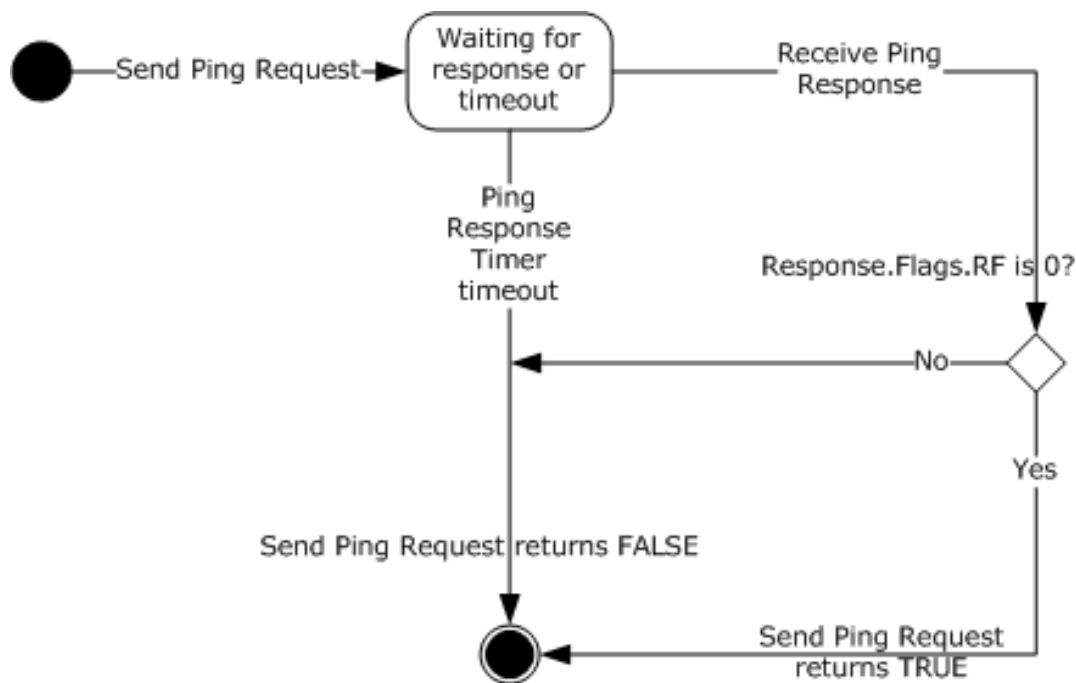 Send Ping Request
Waiting for
response or
timeout
Receive Ping
Response
Ping
Response
Timer
timeout
Response.Flags.RF is 0?
No
Yes
Send Ping Request returns FALSE
Send Ping Request
returns TRUE